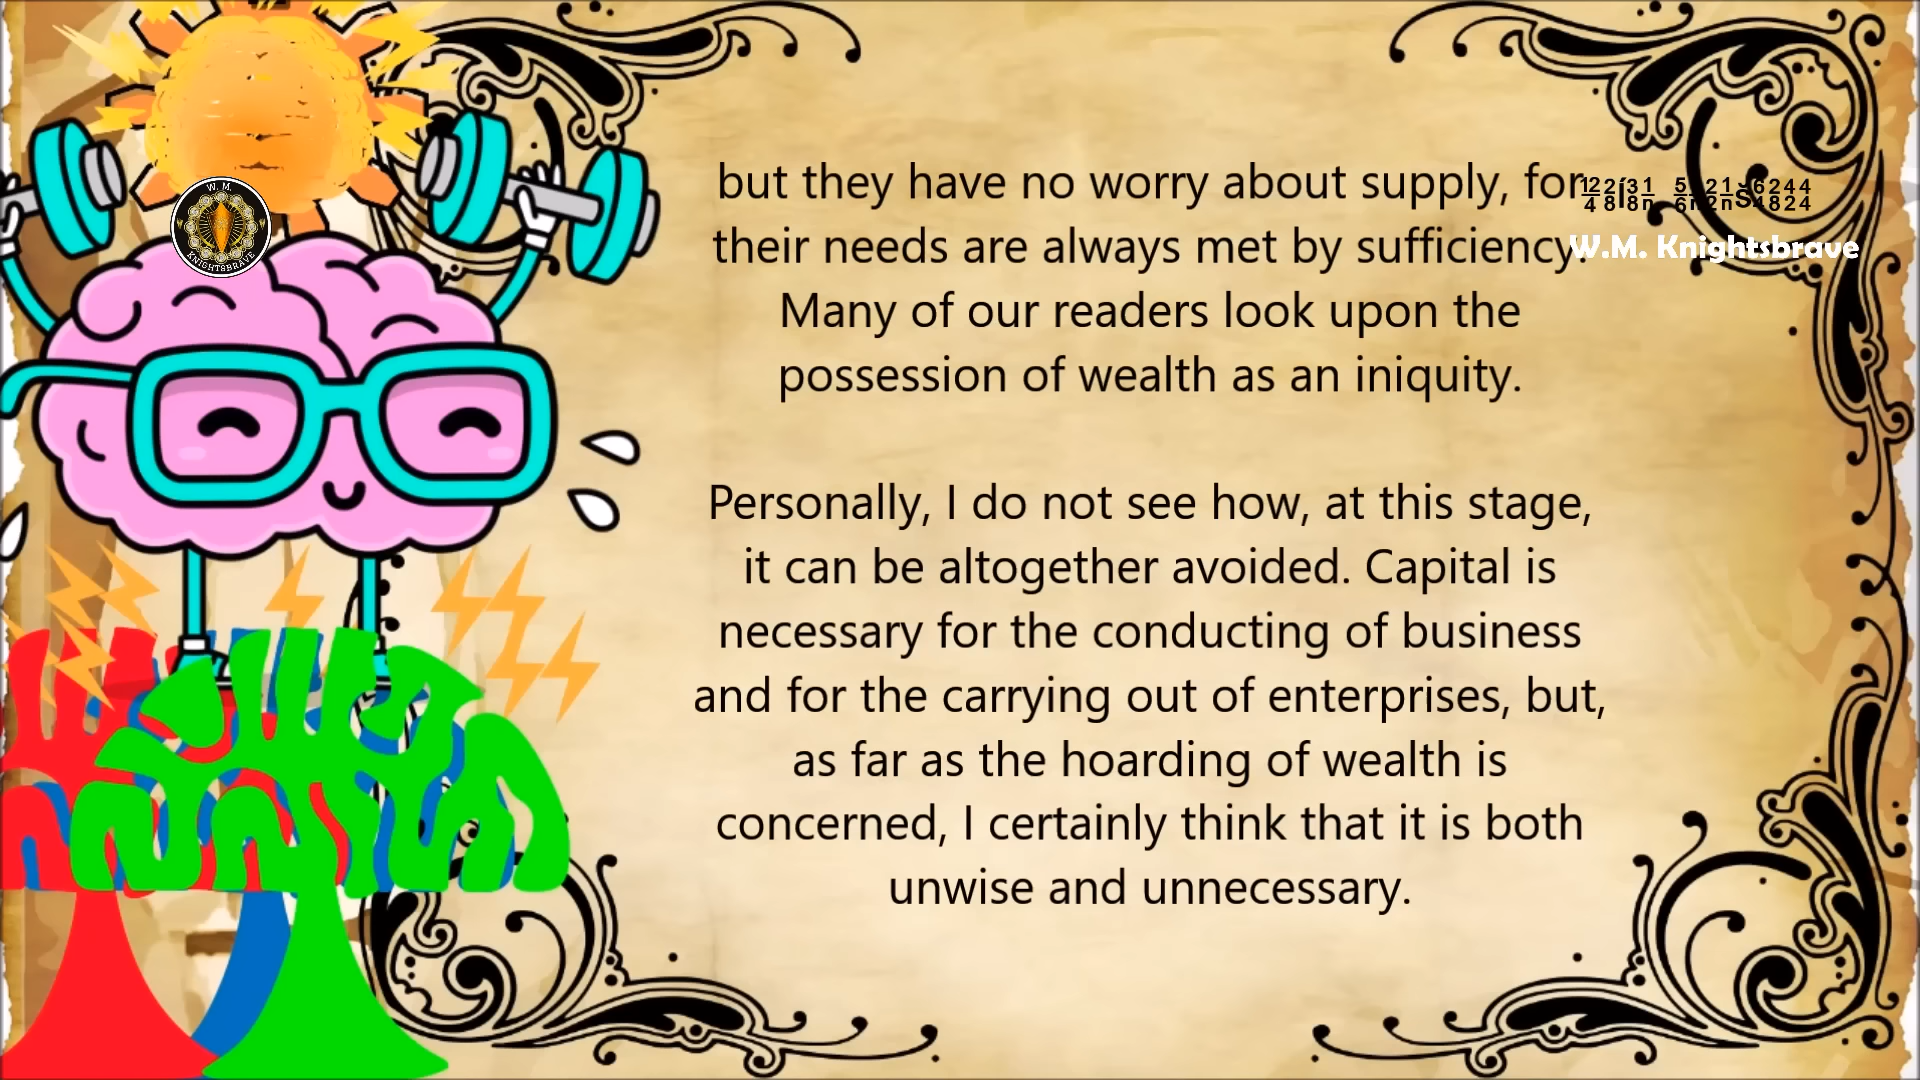 but they have no worry about supply, for
their needs are always met by sufficiency.
Many of our readers look upon the
possession of wealth as an iniquity.
Personally, I do not see how, at this stage,
it can be altogether avoided. Capital is
necessary for the conducting of business
and for the carrying out of enterprises, but,
as far as the hoarding of wealth is
concerned, I certainly think that it is both
unwise and unnecessary.
W.M. Knightsbrave
W. M.
KNIGHTSBRAVE